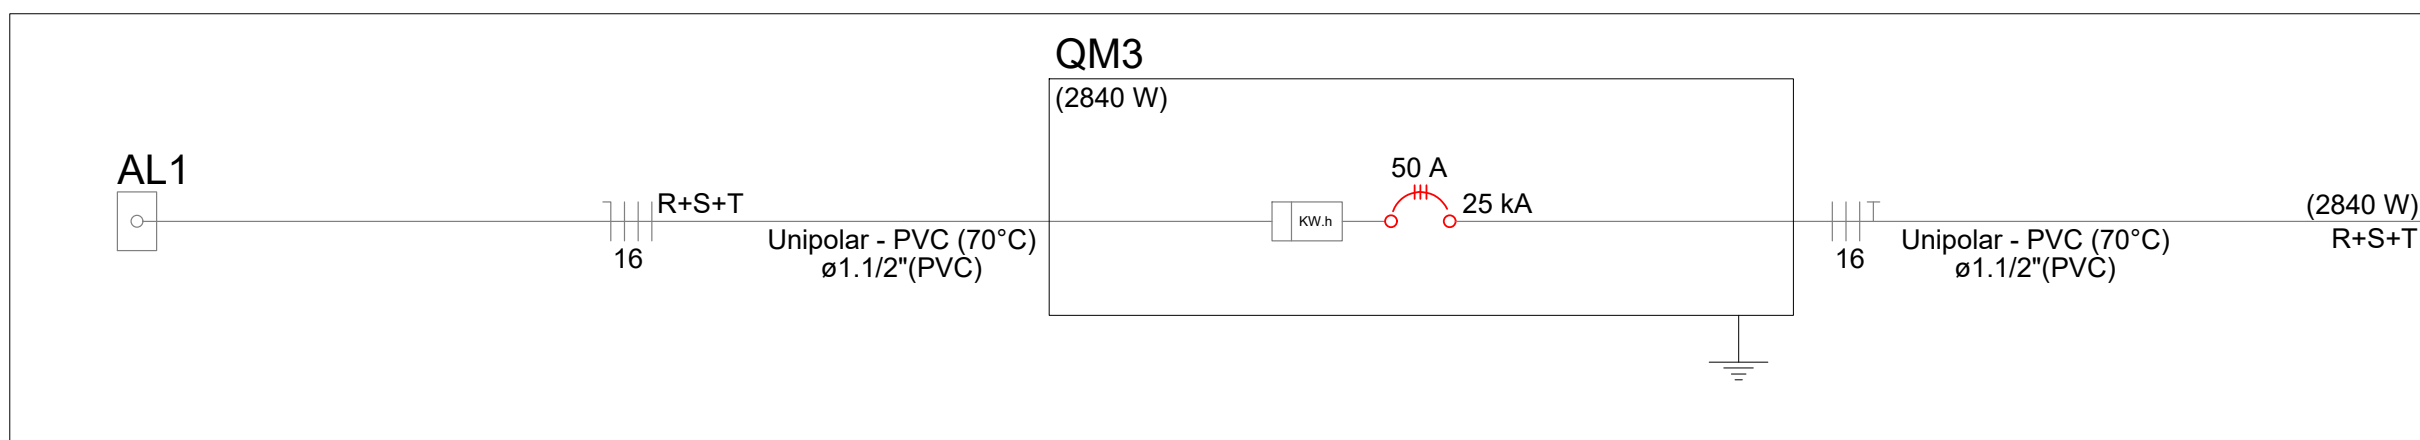 QM3
(2840 W)
AL1
50 A
R+S+T
25 kA
(2840 W)
KW.h
Unipolar - PVC (70°C)
ø1.1/2"(PVC)
16
16
Unipolar - PVC (70°C)
ø1.1/2"(PVC)
R+S+T